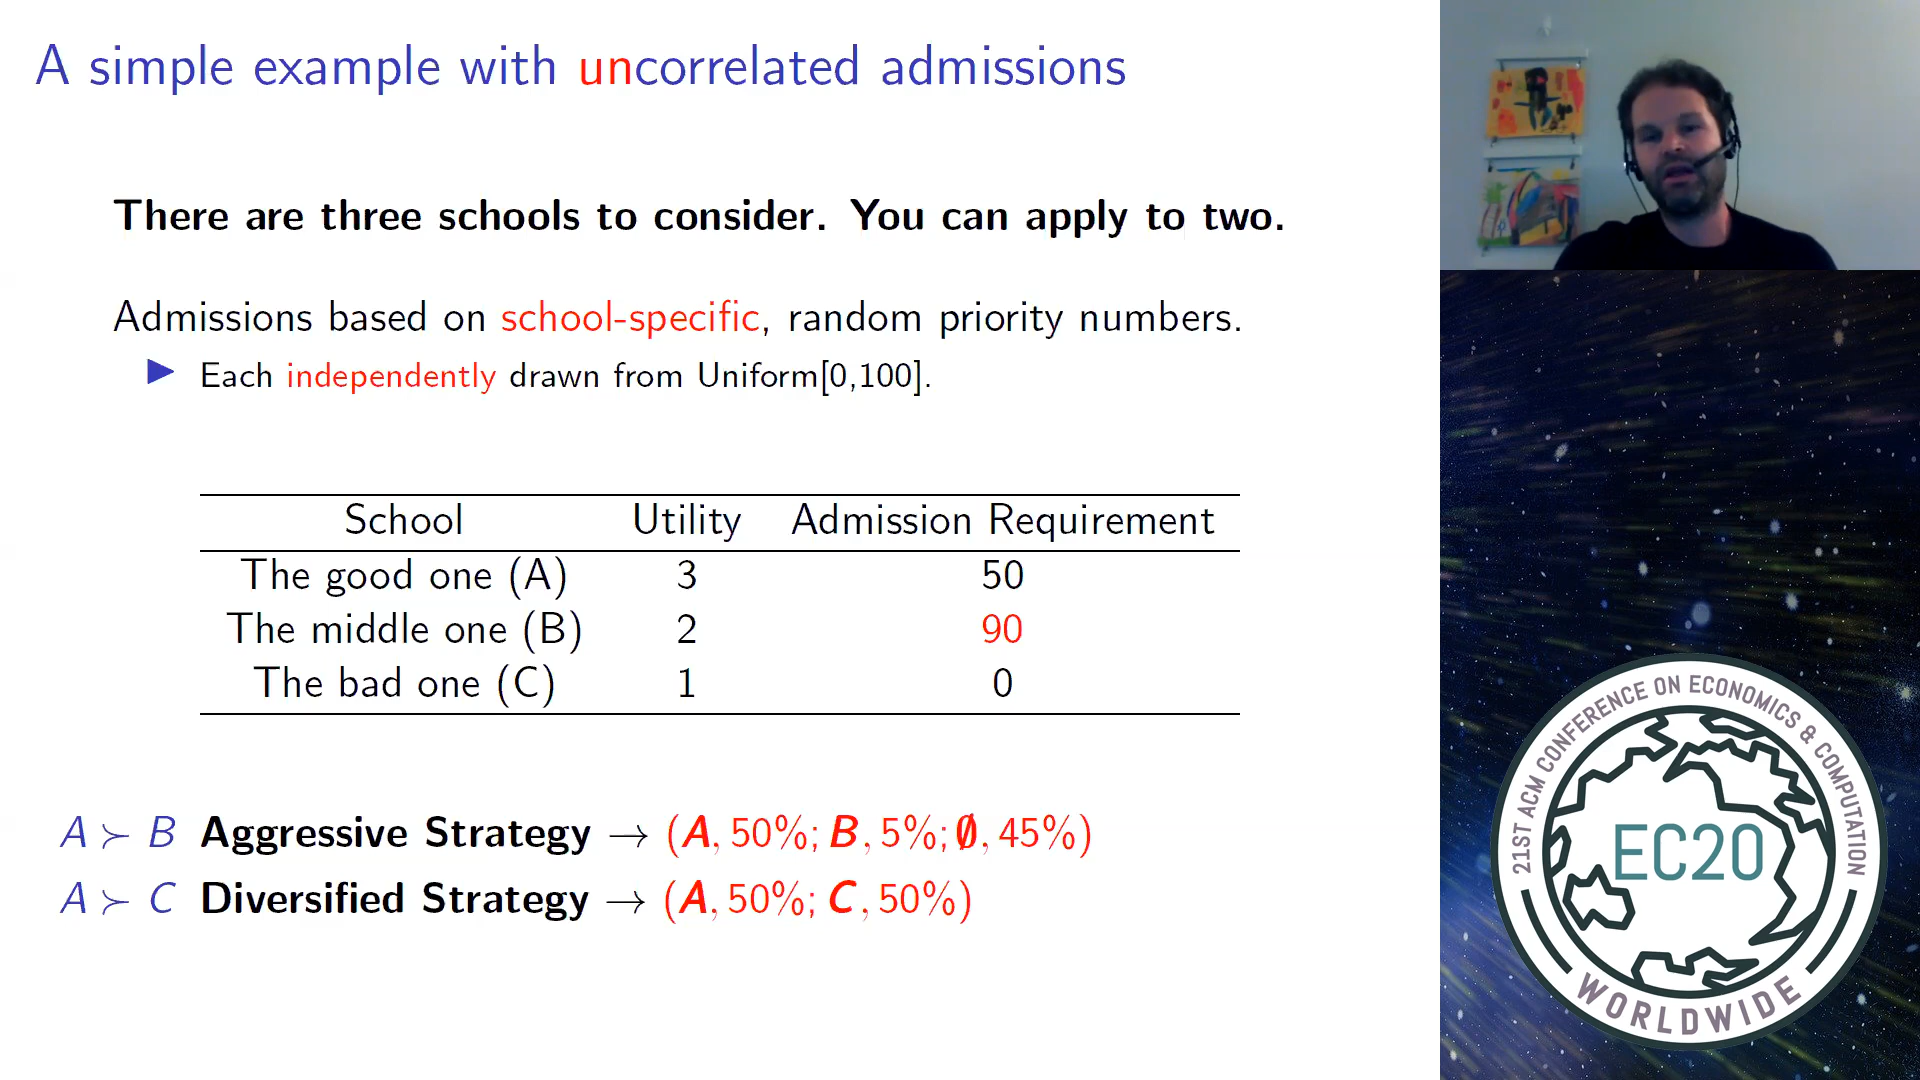 A simple example with uncorrelated admissions
There are three schools to consider. You can apply to two.
Admissions based on school-specific, random priority numbers.
▶ Each independently drawn from Uniform[0,100].
School Utility Admission Requirement
The good one (A) 3 50
The middle one (B) 2 90
The bad one (C) 1 0
A ≻ B Aggressive Strategy → (A, 50%; B, 5%; ∅, 45%)
A ≻ C Diversified Strategy → (A, 50%; C, 50%)
21ST ACM CONFERENCE ON ECONOMICS & COMPUTATION
EC20
WORLDWIDE